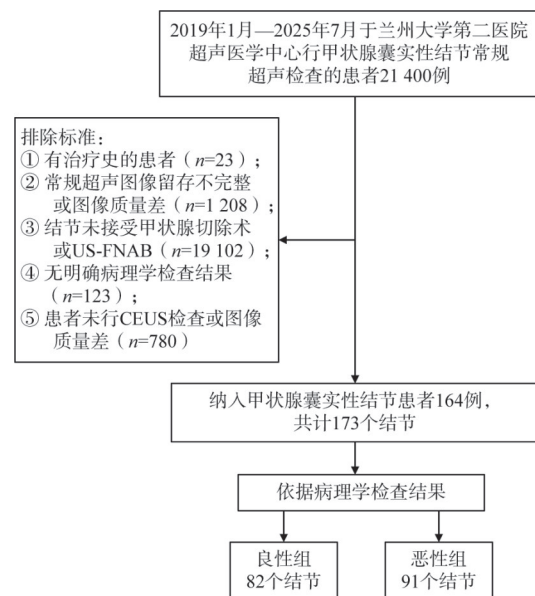 2019年1月—2025年7月于兰州大学第二医院
超声医学中心行甲状腺囊实性结节常规
超声检查的患者21 400例
排除标准：
① 有治疗史的患者（n=23）；
② 常规超声图像留存不完整
或图像质量差（n=1 208）；
③ 结节未接受甲状腺切除术
或US-FNAB（n=19 102）；
④ 无明确病理学检查结果
（n=123）；
⑤ 患者未行CEUS检查或图像
质量差（n=780）
纳入甲状腺囊实性结节患者164例，
共计173个结节
依据病理学检查结果
良性组
82个结节
恶性组
91个结节